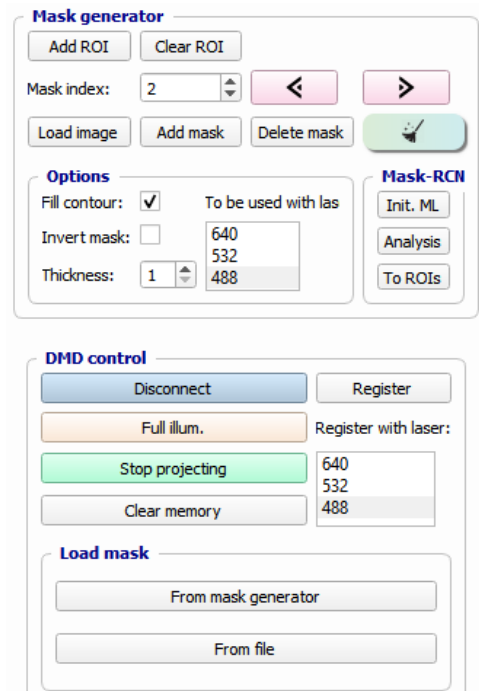 Mask generator
Add ROI Clear ROI
Mask index: 2
Load image Add mask Delete mask
Options
Mask-RCN
Fill contour: To be used with las
Init. ML
Invert mask: 640
532
Analysis
Thickness: 1 488
To ROIs
DMD control
Disconnect Register
Full illum. Register with laser:
Stop projecting 640
532
Clear memory 488
Load mask
From mask generator
From file